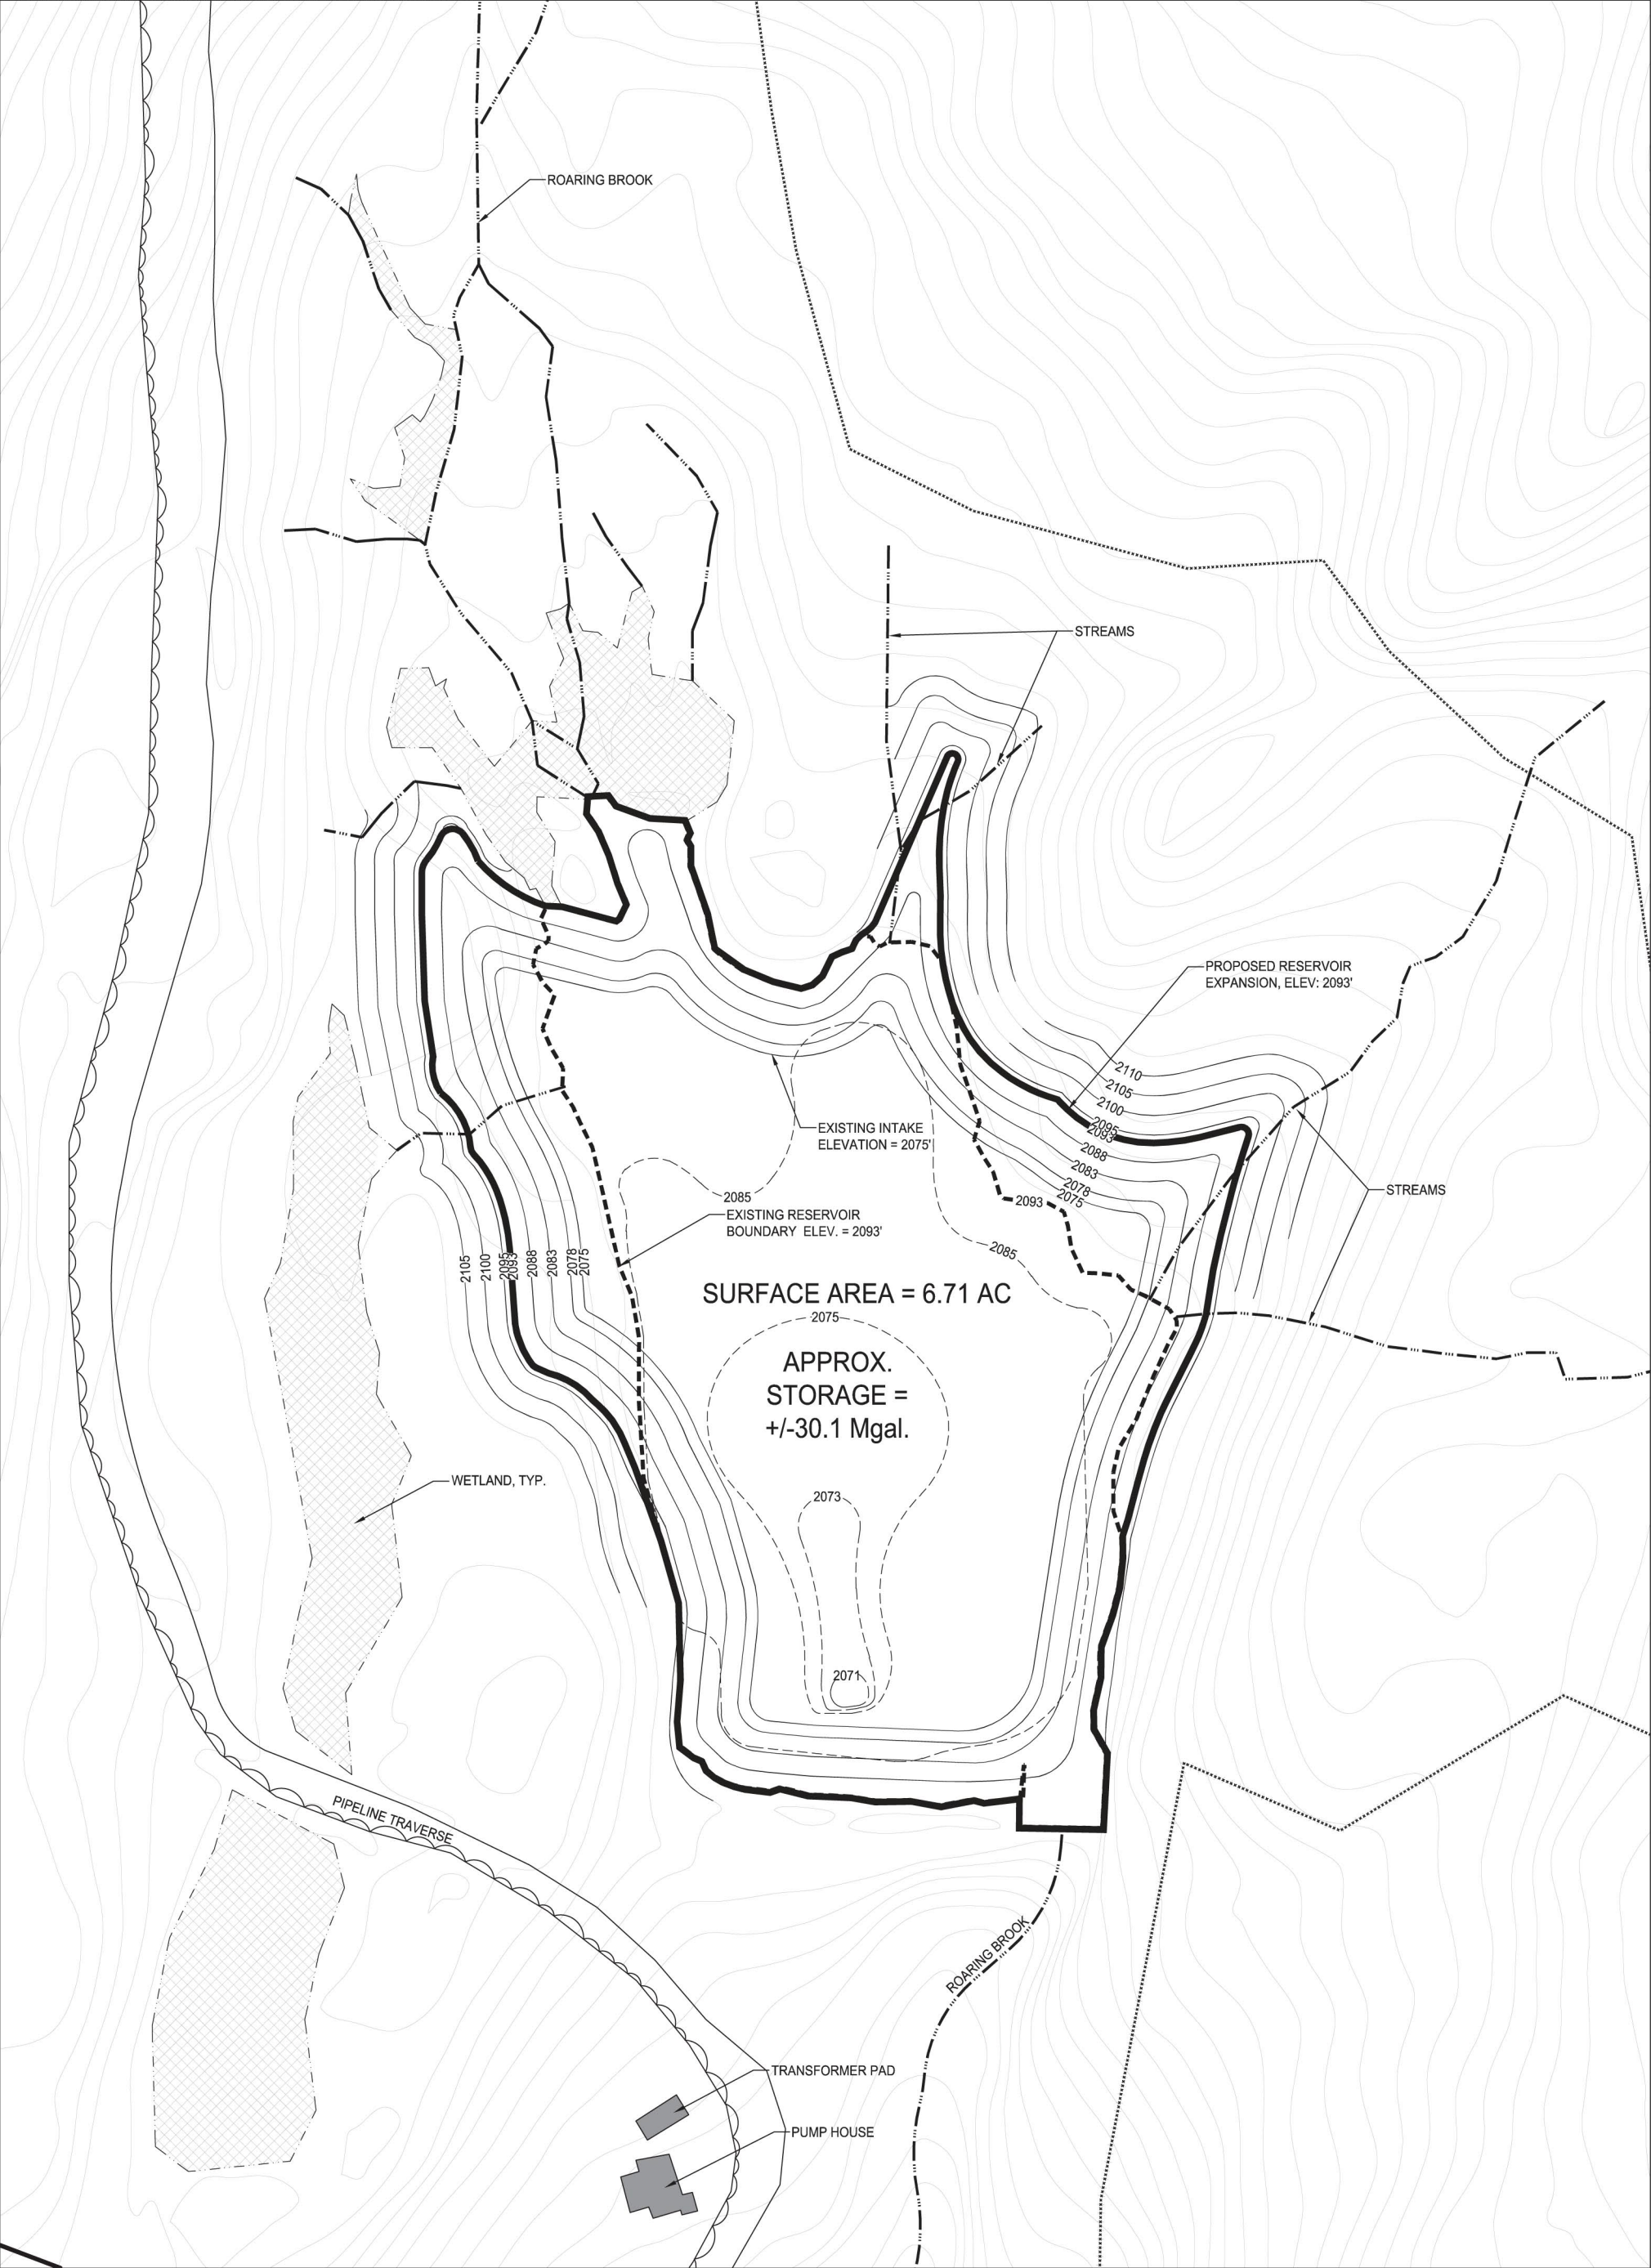 ROARING BROOK
STREAMS
PROPOSED RESERVOIR
EXPANSION, ELEV: 2093'
2110
2105
2100
2095
2093
2088
2083
2078
2075
EXISTING INTAKE
ELEVATION = 2075'
2085
EXISTING RESERVOIR
BOUNDARY ELEV. = 2093'
2093
STREAMS
2085
2105
2100
2095
2093
2088
2083
2078
2075
SURFACE AREA = 6.71 AC
2075
APPROX.
STORAGE =
+/-30.1 Mgal.
WETLAND, TYP.
2073
2071
PIPELINE TRAVERSE
ROARING BROOK
TRANSFORMER PAD
PUMP HOUSE